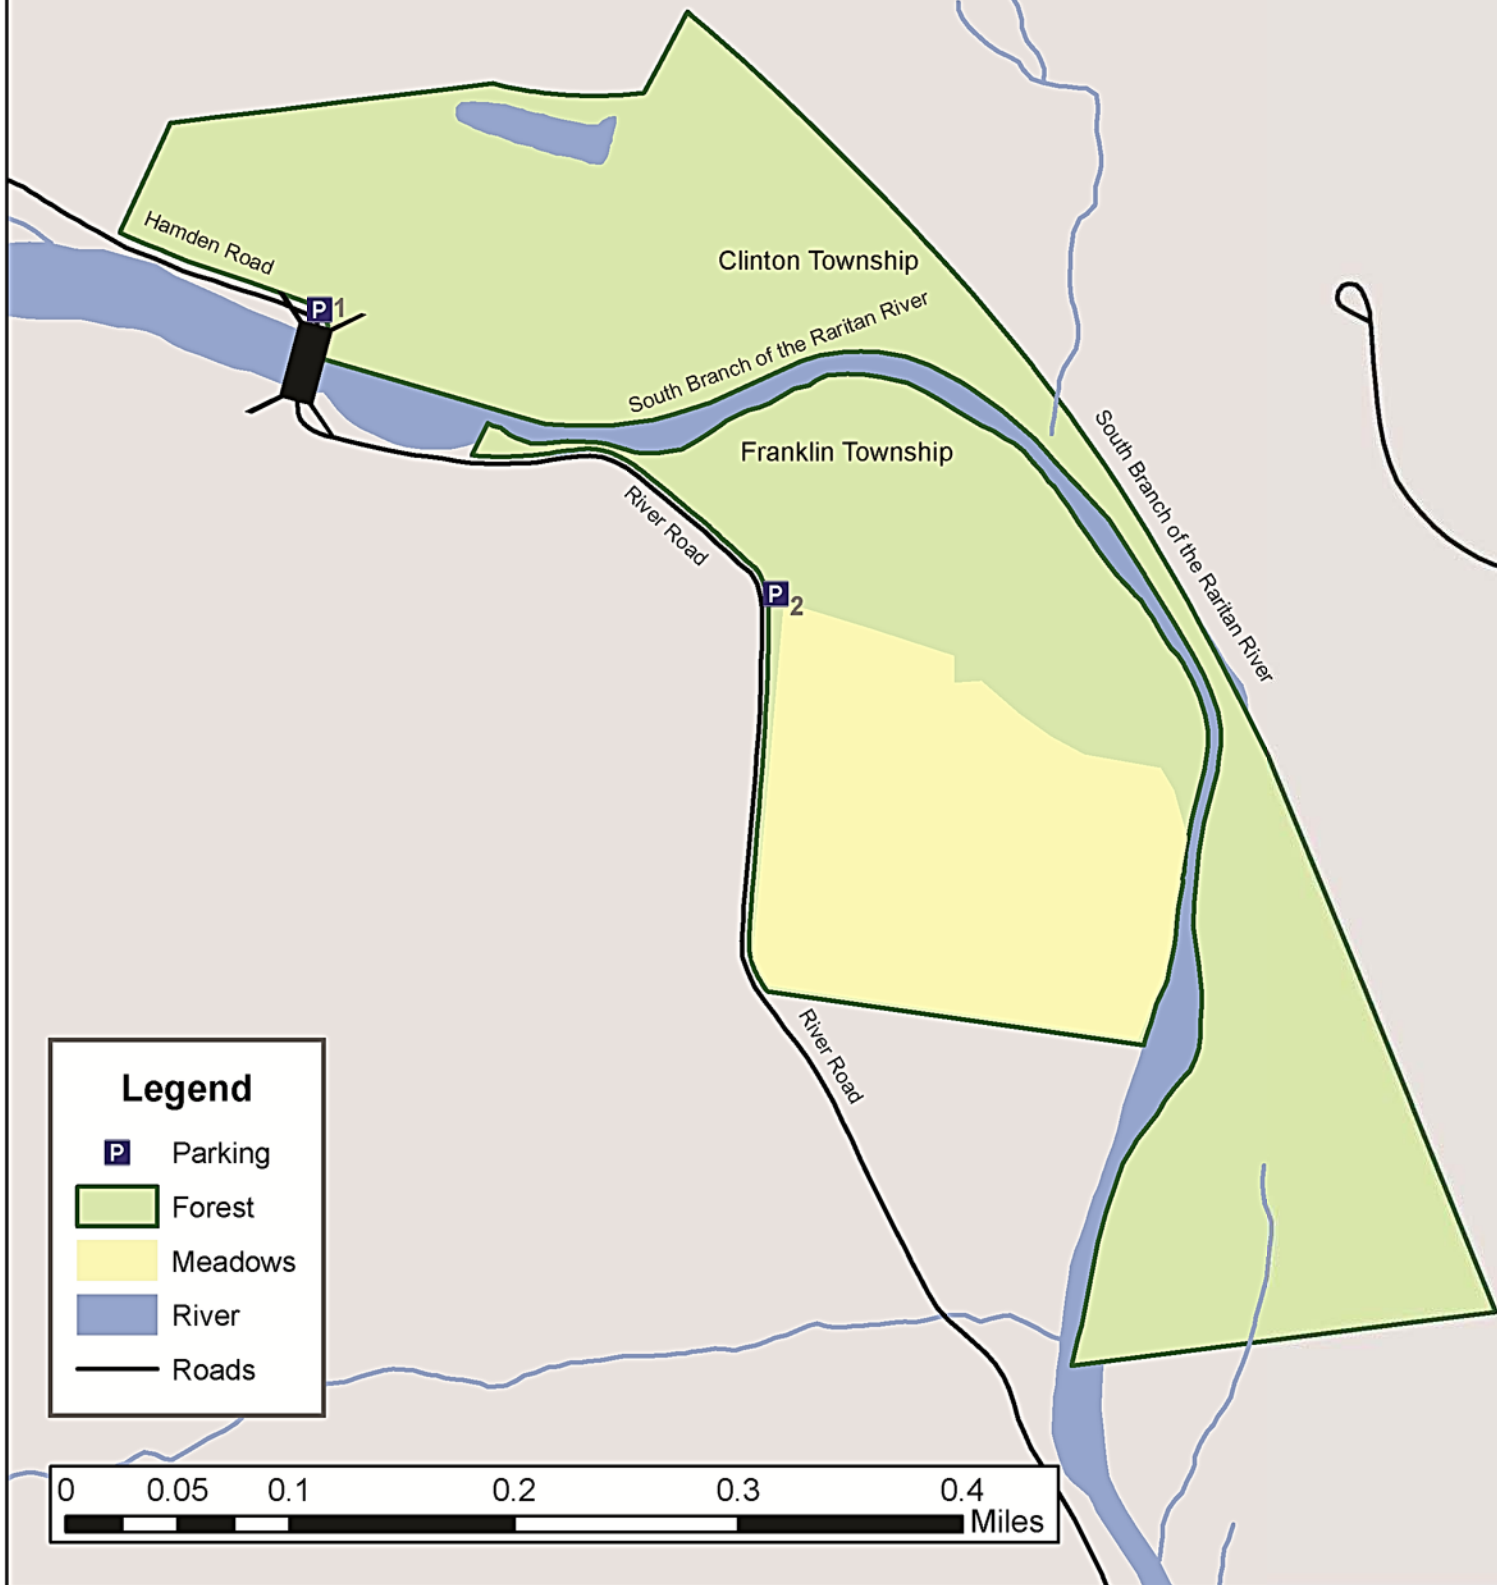 Hamden Road
P 1
Clinton Township
South Branch of the Raritan River
Franklin Township
South Branch of the Raritan River
River Road
P 2
River Road
Legend
P Parking
Forest
Meadows
River
Roads
0 0.05 0.1 0.2 0.3 0.4
Miles